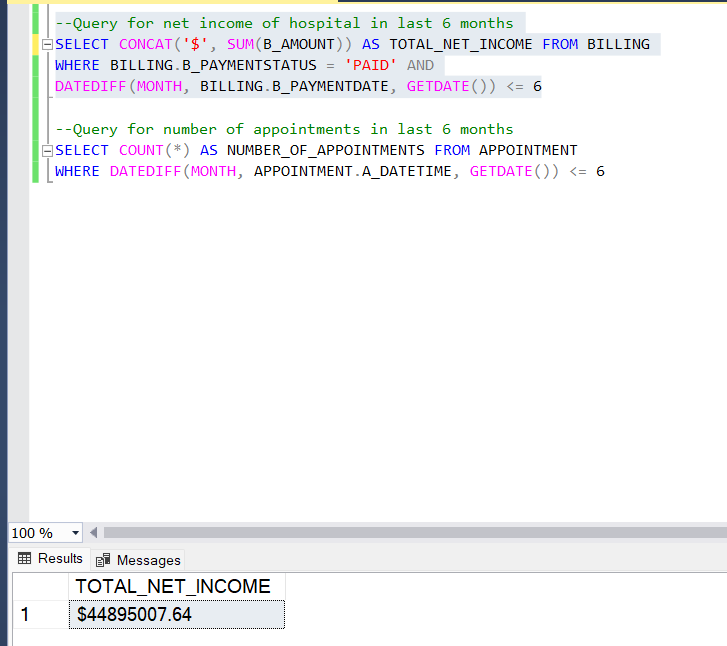 --Query for net income of hospital in last 6 months
SELECT CONCAT('$', SUM(B_AMOUNT)) AS TOTAL_NET_INCOME FROM BILLING
WHERE BILLING.B_PAYMENTSTATUS = 'PAID' AND
DATEDIFF(MONTH, BILLING.B_PAYMENTDATE, GETDATE()) <= 6
--Query for number of appointments in last 6 months
SELECT COUNT(*) AS NUMBER_OF_APPOINTMENTS FROM APPOINTMENT
WHERE DATEDIFF(MONTH, APPOINTMENT.A_DATETIME, GETDATE()) <= 6
100 %
Results Messages
TOTAL_NET_INCOME
1 $44895007.64